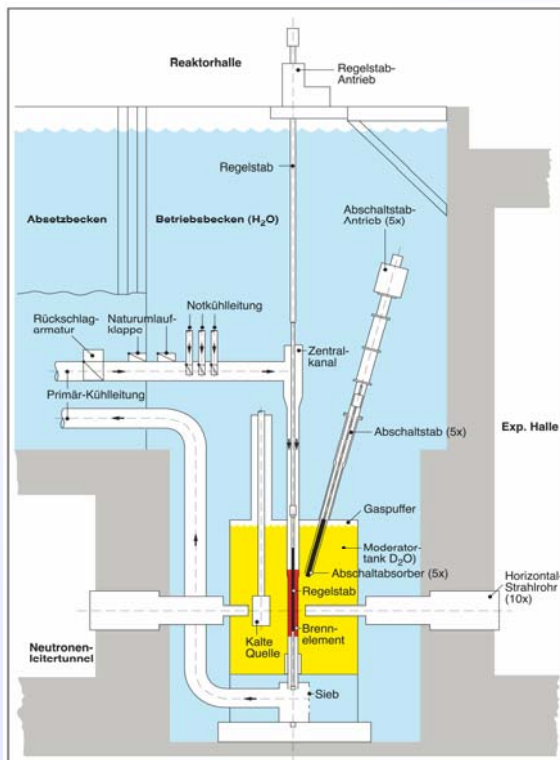 Reaktorhalle
Regelstab-
Antrieb
Regelstab
Absetzbecken
Betriebsbecken (H₂O)
Abschaltstab-
Antrieb (5x)
Notkühlleitung
Rückschlag-
armatur
Naturumlauf-
klappe
Zentral-
kanal
Primär-Kühlleitung
Abschaltstab (5x)
Exp. Halle
Gaspuffer
Moderator-
tank D₂O)
Abschaltabsorber (5x)
Regelstab
Horizontal-
Strahlrohr
(10x)
Kalte
Quelle
Brenn-
element
Neutronen-
leitertunnel
Sieb